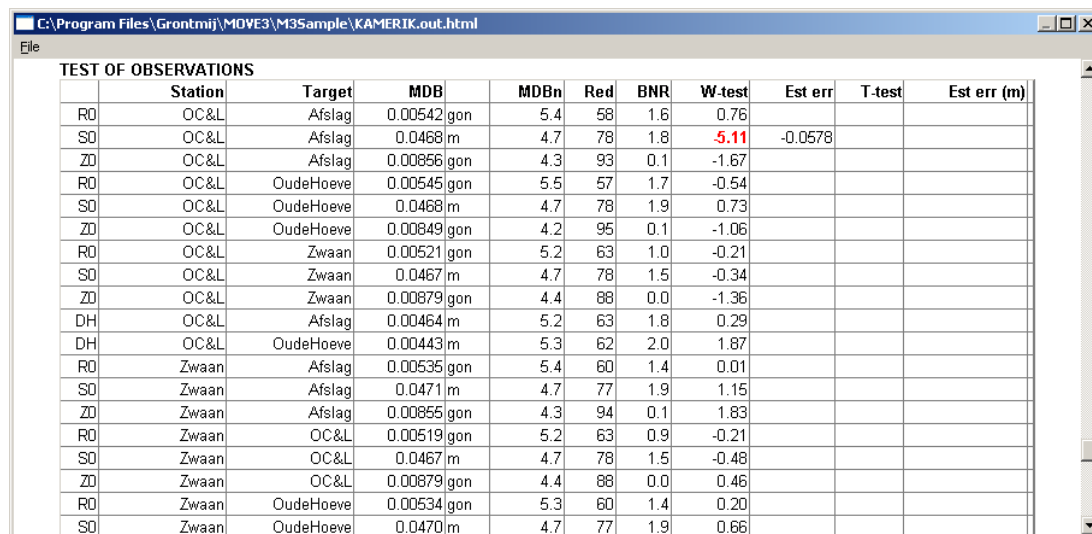 C:\Program Files\Grontmij\MOVE3\M3Sample\KAMERIK.out.html
File
TEST OF OBSERVATIONS
Station Target MDB MDBn Red BNR W-test Est err T-test Est err (m)
R0 OC&L Afslag 0.00542 gon 5.4 58 1.6 0.76
S0 OC&L Afslag 0.0468 m 4.7 78 1.8 -5.11 -0.0578
Z0 OC&L Afslag 0.00856 gon 4.3 93 0.1 -1.67
R0 OC&L OudeHoeve 0.00545 gon 5.5 57 1.7 -0.54
S0 OC&L OudeHoeve 0.0468 m 4.7 78 1.9 0.73
Z0 OC&L OudeHoeve 0.00849 gon 4.2 95 0.1 -1.06
R0 OC&L Zwaan 0.00521 gon 5.2 63 1.0 -0.21
S0 OC&L Zwaan 0.0467 m 4.7 78 1.5 -0.34
Z0 OC&L Zwaan 0.00879 gon 4.4 88 0.0 -1.36
DH OC&L Afslag 0.00464 m 5.2 63 1.8 0.29
DH OC&L OudeHoeve 0.00443 m 5.3 62 2.0 1.87
R0 Zwaan Afslag 0.00535 gon 5.4 60 1.4 0.01
S0 Zwaan Afslag 0.0471 m 4.7 77 1.9 1.15
Z0 Zwaan Afslag 0.00855 gon 4.3 94 0.1 1.83
R0 Zwaan OC&L 0.00519 gon 5.2 63 0.9 -0.21
S0 Zwaan OC&L 0.0467 m 4.7 78 1.5 -0.48
Z0 Zwaan OC&L 0.00879 gon 4.4 88 0.0 0.46
R0 Zwaan OudeHoeve 0.00534 gon 5.3 60 1.4 0.20
S0 Zwaan OudeHoeve 0.0470 m 4.7 77 1.9 0.66